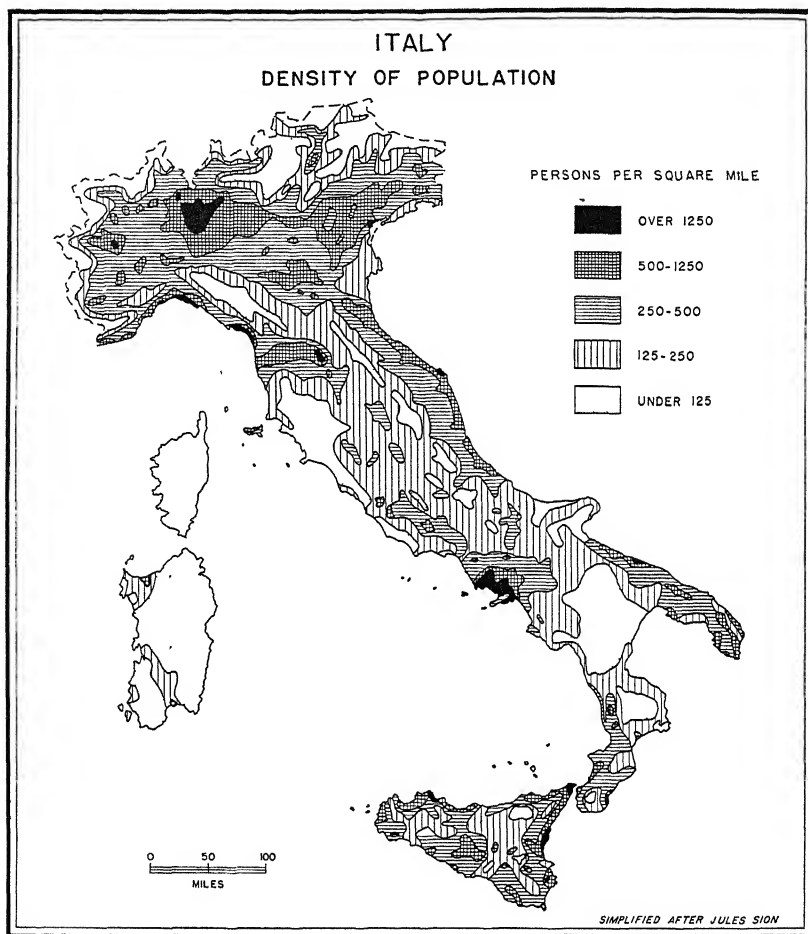 ITALY
DENSITY OF POPULATION
PERSONS PER SQUARE MILE
OVER 1250
500-1250
250-500
125-250
UNDER 125
0 50 100
MILES
SIMPLIFIED AFTER JULES SION